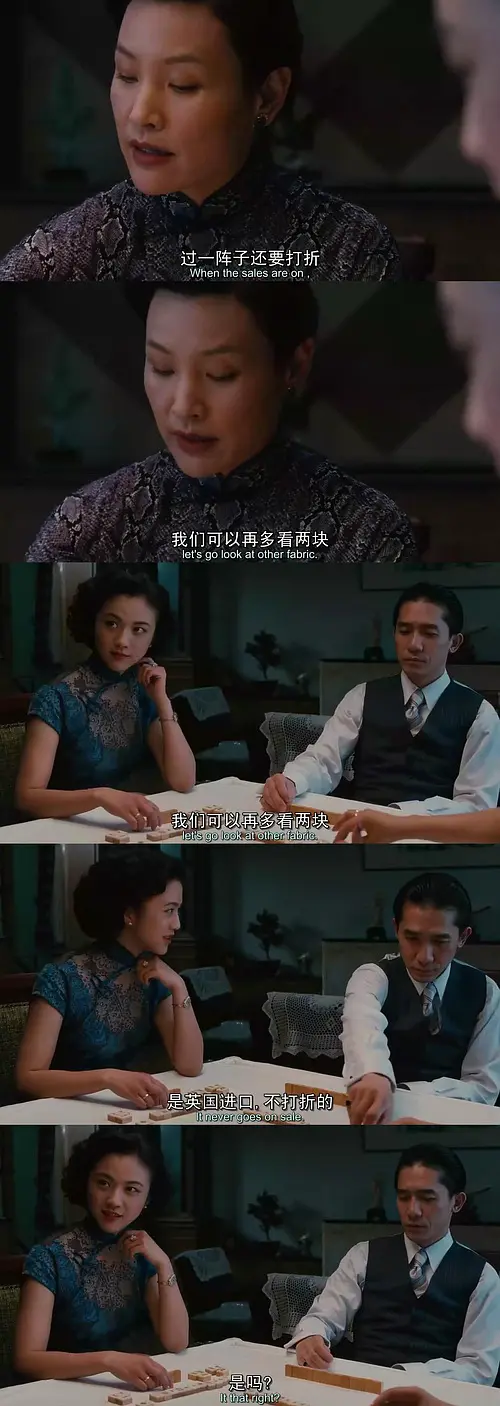 过一阵子还要打折
When the sales are on ,
我们可以再多看两块
let's go look at other fabric.
我们可以再多看两块
let's go look at other fabric.
是英国进口, 不打折的
It never goes on sale.
是吗?
It that right?